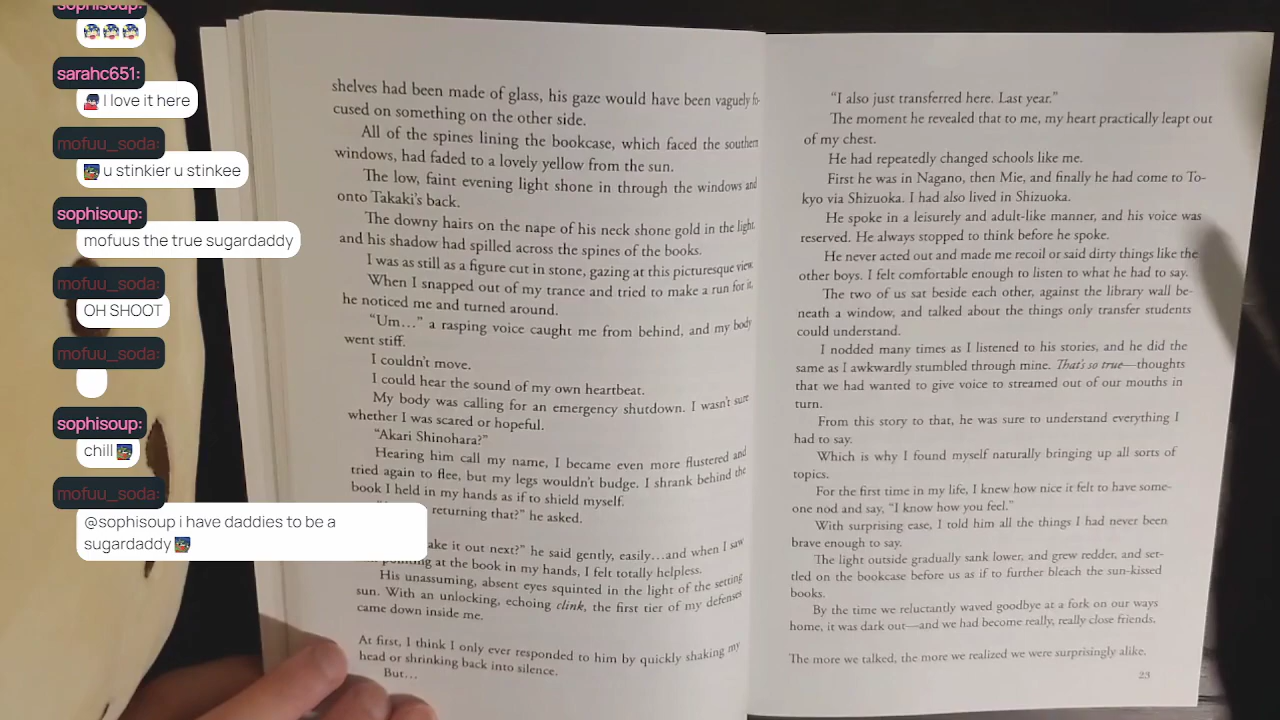 sophisoup:
sarahc651:
I love it here
mofuu_soda:
u stinkier u stinkee
sophisoup:
mofuus the true sugardaddy
mofuu_soda:
OH SHOOT
mofuu_soda:
sophisoup:
chill
mofuu_soda:
@sophisoup i have daddies to be a
sugardaddy
shelves had been made of glass, his gaze would have been vaguely fo-
cused on something on the other side.
All of the spines lining the bookcase, which faced the southern
windows, had faded to a lovely yellow from the sun.
The low, faint evening light shone in through the windows and
onto Takaki's back.
The downy hairs on the nape of his neck shone gold in the light,
and his shadow had spilled across the spines of the books.
I was as still as a figure cut in stone, gazing at this picturesque view.
When I snapped out of my trance and tried to make a run for it,
he noticed me and turned around.
“Um…” a rasping voice caught me from behind, and my body
went stiff.
I couldn't move.
I could hear the sound of my own heartbeat.
My body was calling for an emergency shutdown. I wasn't sure
whether I was scared or hopeful.
“Akari Shinohara?”
Hearing him call my name, I became even more flustered and
tried again to flee, but my legs wouldn't budge. I shrank behind the
book I held in my hands as if to shield myself.
returning that?” he asked.
ake it out next?” he said gently, easily…and when I saw
pointing at the book in my hands, I felt totally helpless.
His unassuming, absent eyes squinted in the light of the setting
sun. With an unlocking, echoing clink, the first tier of my defenses
came down inside me.
At first, I think I only ever responded to him by quickly shaking my
head or shrinking back into silence.
But…
“I also just transferred here. Last year.”
The moment he revealed that to me, my heart practically leapt out
of my chest.
He had repeatedly changed schools like me.
First he was in Nagano, then Mie, and finally he had come to To-
kyo via Shizuoka. I had also lived in Shizuoka.
He spoke in a leisurely and adult-like manner, and his voice was
reserved. He always stopped to think before he spoke.
He never acted out and made me recoil or said dirty things like the
other boys. I felt comfortable enough to listen to what he had to say.
The two of us sat beside each other, against the library wall be-
neath a window, and talked about the things only transfer students
could understand.
I nodded many times as I listened to his stories, and he did the
same as I awkwardly stumbled through mine. That's so true—thoughts
that we had wanted to give voice to streamed out of our mouths in
turn.
From this story to that, he was sure to understand everything I
had to say.
Which is why I found myself naturally bringing up all sorts of
topics.
For the first time in my life, I knew how nice it felt to have some-
one nod and say, “I know how you feel.”
With surprising ease, I told him all the things I had never been
brave enough to say.
The light outside gradually sank lower, and grew redder, and set-
tled on the bookcase before us as if to further bleach the sun-kissed
books.
By the time we reluctantly waved goodbye at a fork on our ways
home, it was dark out—and we had become really, really close friends.
The more we talked, the more we realized we were surprisingly alike.
23